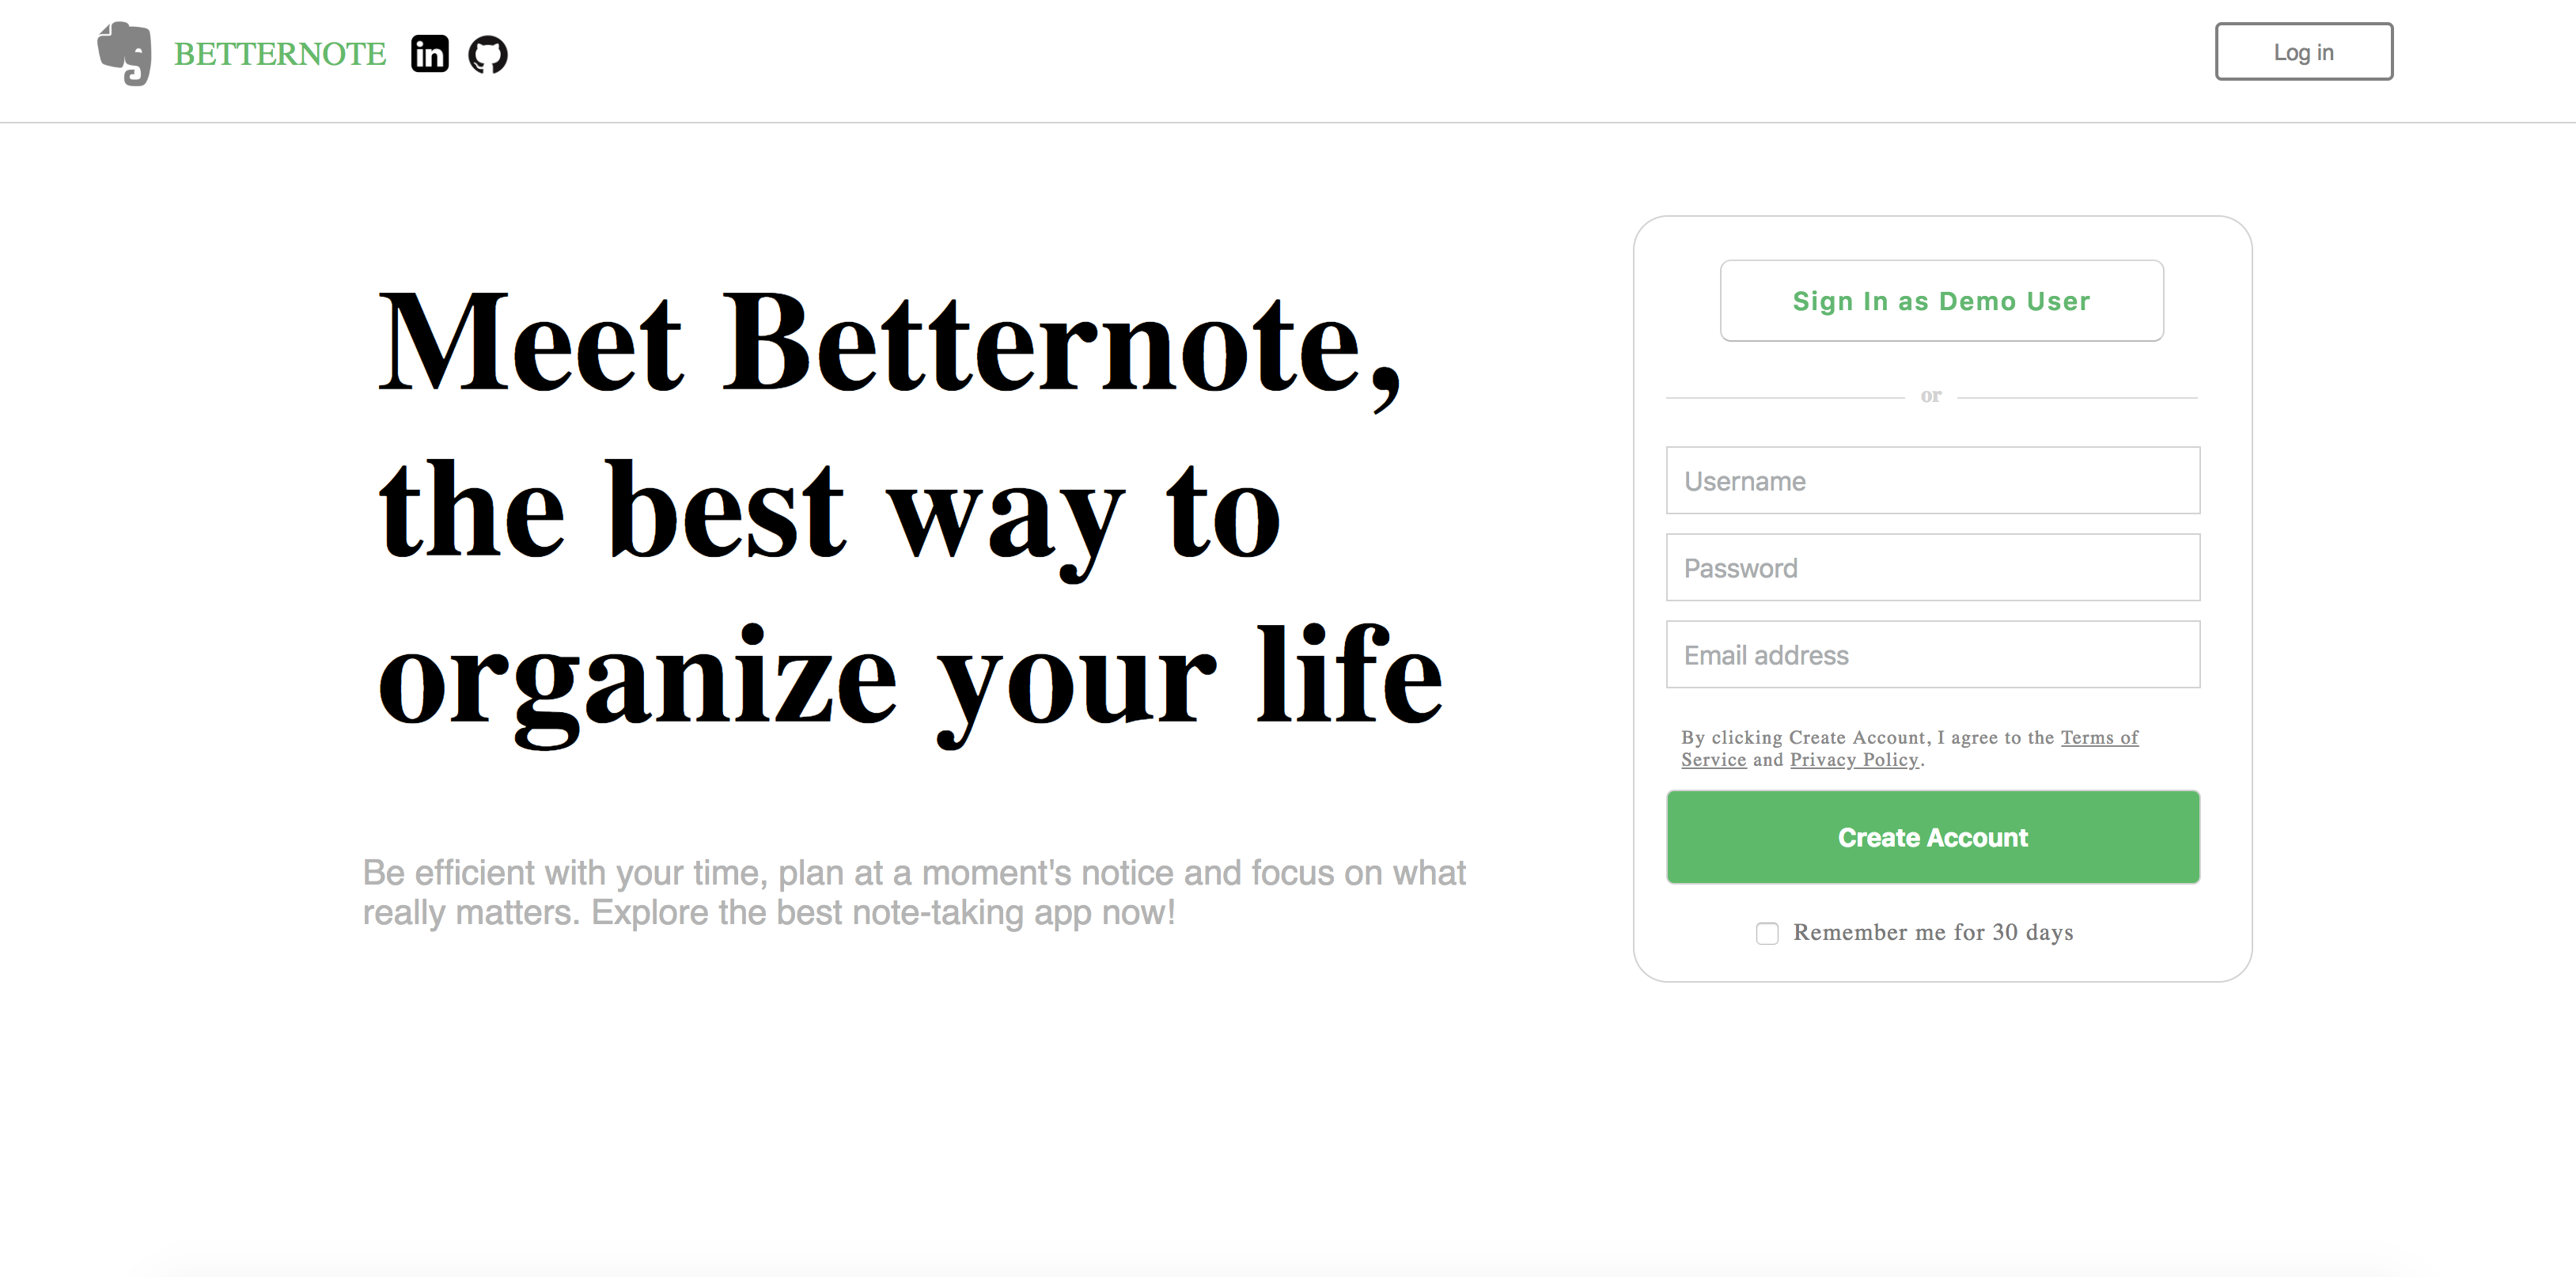 BETTERNOTE
in
Log in
Meet Betternote,
the best way to
organize your life
Be efficient with your time, plan at a moment's notice and focus on what
really matters. Explore the best note-taking app now!
Sign In as Demo User
or
Username
Password
Email address
By clicking Create Account, I agree to the Terms of
Service and Privacy Policy.
Create Account
Remember me for 30 days